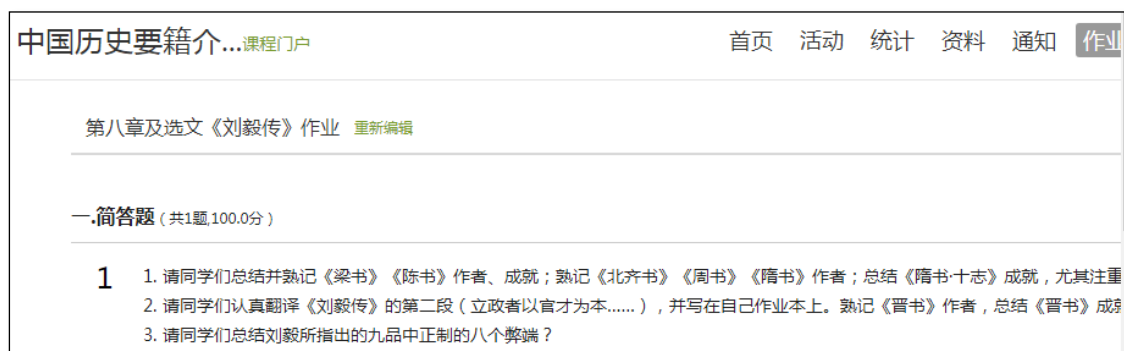 中国历史要籍介...课程门户 首页 活动 统计 资料 通知 作业
第八章及选文《刘毅传》作业 重新编辑
一.简答题（共1题,100.0分）
1 1. 请同学们总结并熟记《梁书》《陈书》作者、成就；熟记《北齐书》《周书》《隋书》作者；总结《隋书·十志》成就，尤其注重
2. 请同学们认真翻译《刘毅传》的第二段（立政者以官才为本......），并写在自己作业本上。熟记《晋书》作者，总结《晋书》成就
3. 请同学们总结刘毅所指出的九品中正制的八个弊端？